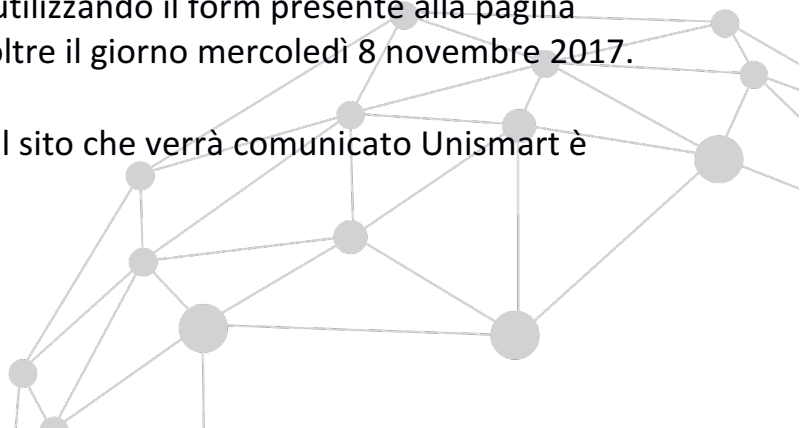 utilizzando il form presente alla pagina
oltre il giorno mercoledì 8 novembre 2017.
l sito che verrà comunicato Unismart è